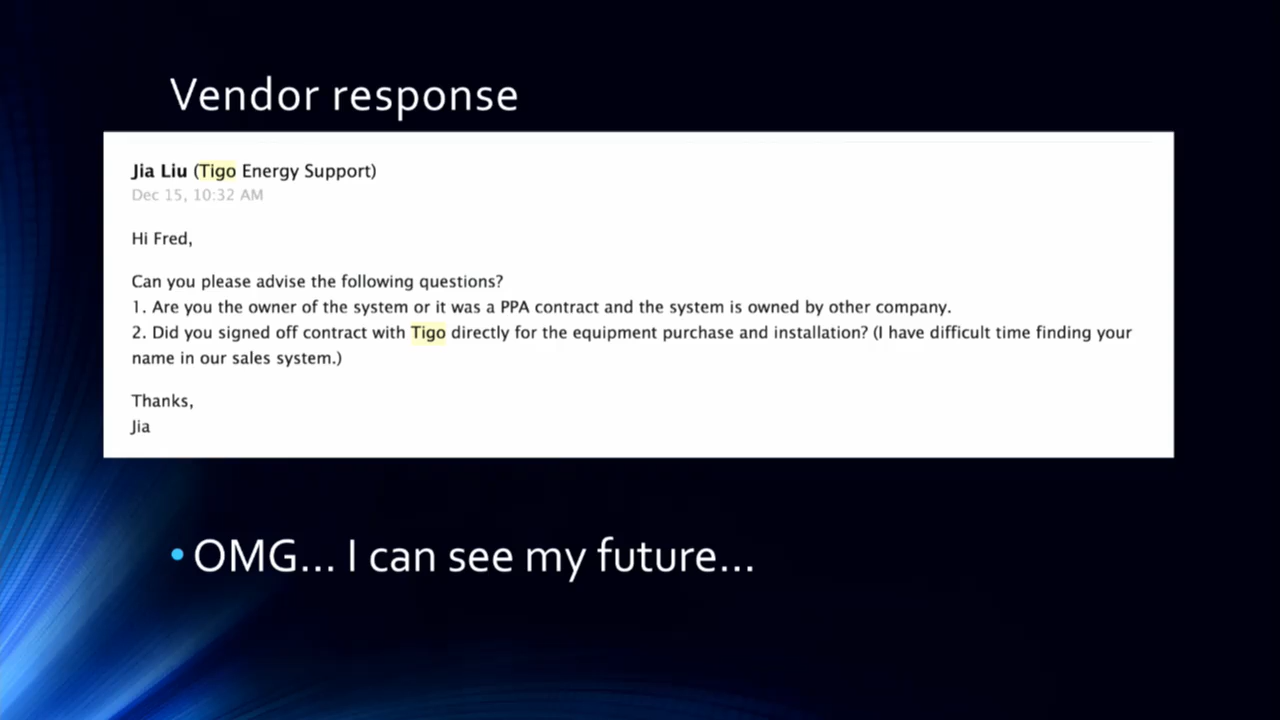 Vendor response
Jia Liu (Tigo Energy Support)
Dec 15, 10:32 AM
Hi Fred,
Can you please advise the following questions?
1. Are you the owner of the system or it was a PPA contract and the system is owned by other company.
2. Did you signed off contract with Tigo directly for the equipment purchase and installation? (I have difficult time finding your
name in our sales system.)
Thanks,
Jia
• OMG... I can see my future...